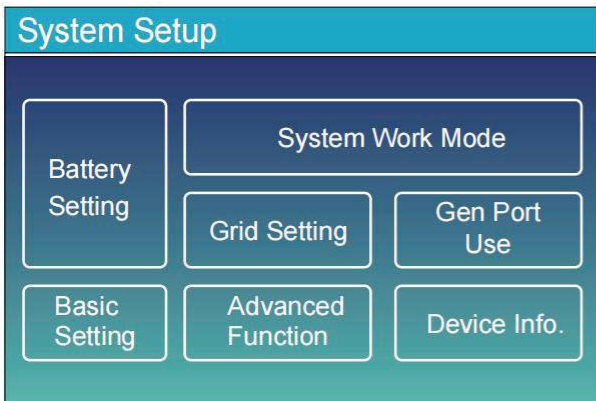 System Setup
Battery
Setting
System Work Mode
Grid Setting
Gen Port
Use
Basic
Setting
Advanced
Function
Device Info.